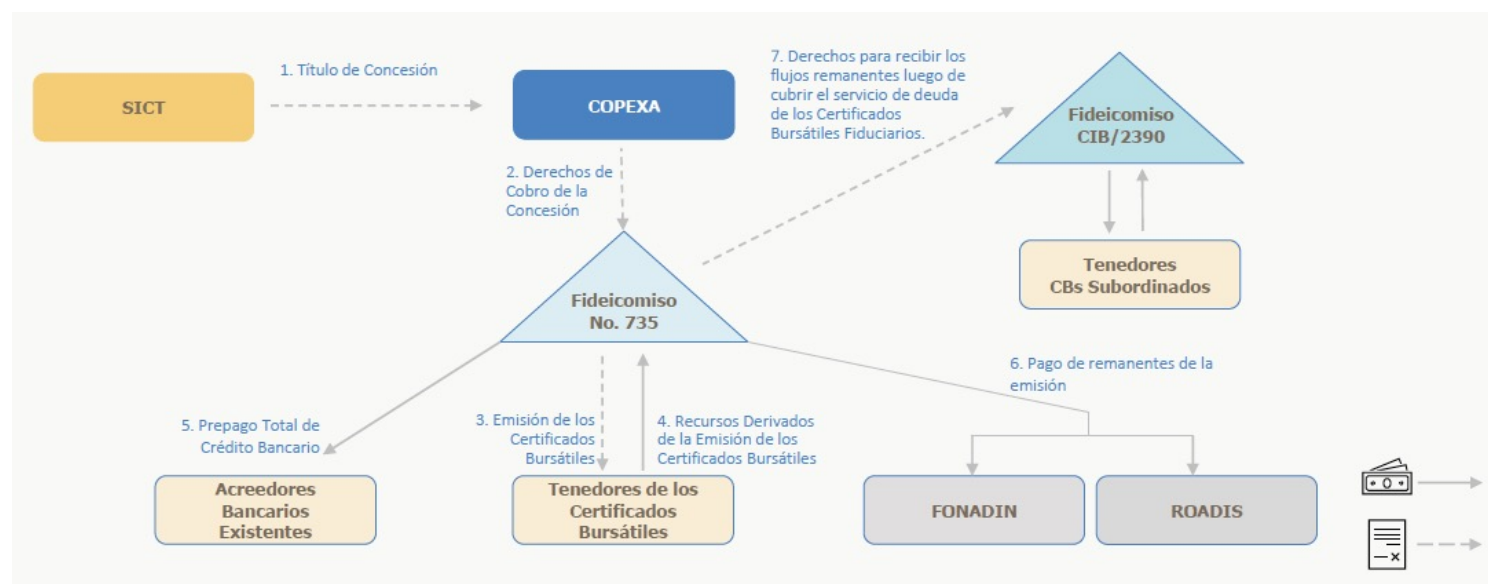 1. Título de Concesión
SICT
COPEXA
7. Derechos para recibir los
flujos remanentes luego de
cubrir el servicio de deuda
de los Certificados
Bursátiles Fiduciarios.
Fideicomiso
CIB/2390
2. Derechos de
Cobro de la
Concesión
Tenedores
CBs Subordinados
Fideicomiso
No. 735
6. Pago de remanentes de la
emisión
5. Prepago Total de
Crédito Bancario
3. Emisión de los
Certificados
Bursátiles
4. Recursos Derivados
de la Emisión de los
Certificados Bursátiles
Acreedores
Bancarios
Existentes
Tenedores de los
Certificados
Bursátiles
FONADIN
ROADIS